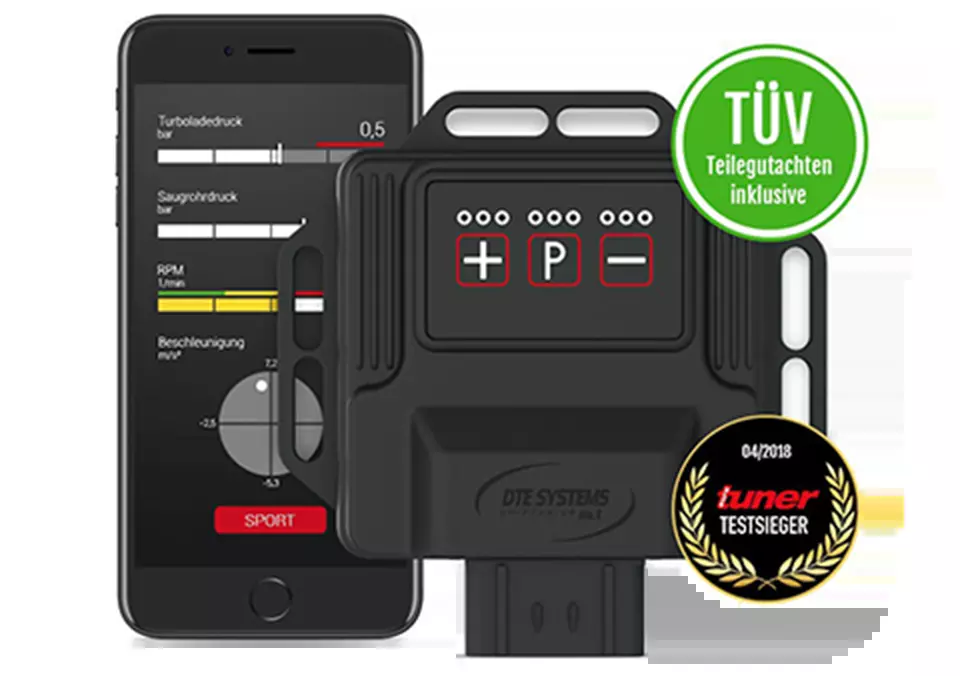 Turboladedruck
bar
0,5
Saugrohrdruck
bar
RPM
1/min
Beschleunigung
m/s²
7,2
-2,5
-5,3
SPORT
+ P −
DTE SYSTEMS
TÜV
Teilegutachten
inklusive
04/2018
tuner
TESTSIEGER